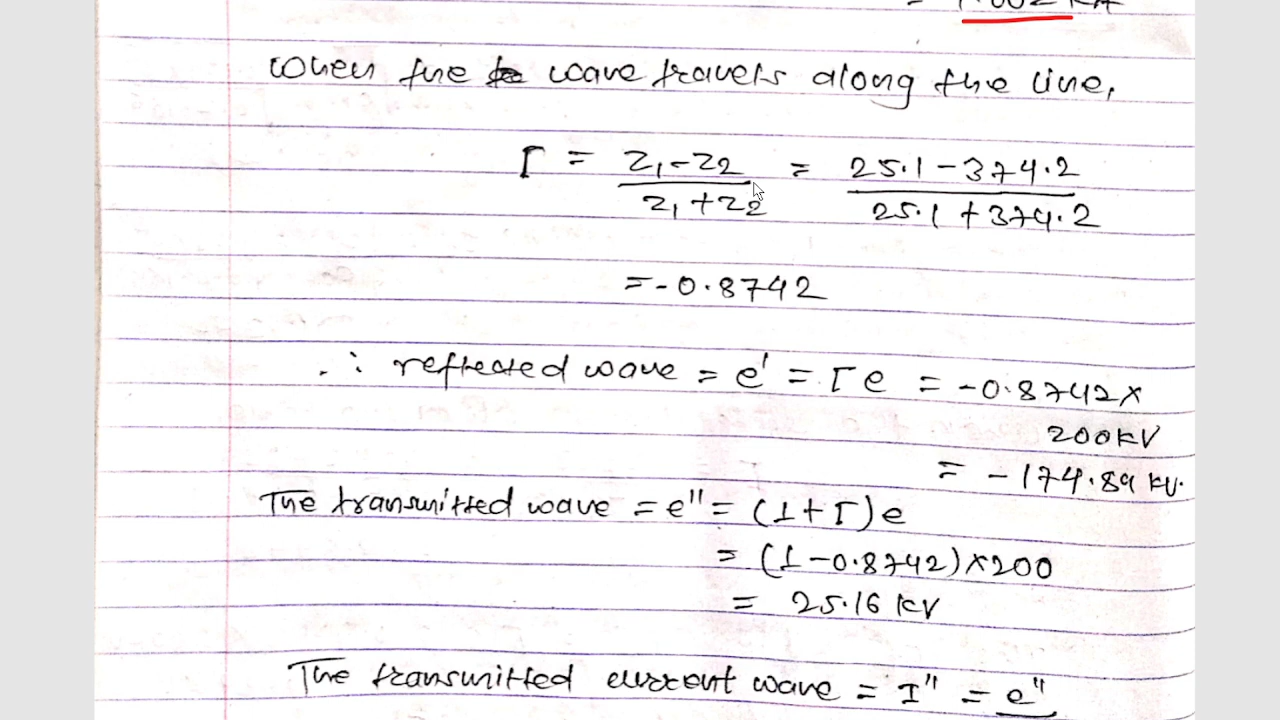 When the wave travels along the line,
Γ = Z1-Z2 / Z1+Z2 = 25.1-374.2 / 25.1+374.2
= -0.8742
∴ reflected wave = e' = Γe = -0.8742×
200KV
= -174.84 KV.
The transmitted wave = e'' = (1+Γ)e
= (1-0.8742)×200
= 25.16 KV
The transmitted current wave = I'' = e''